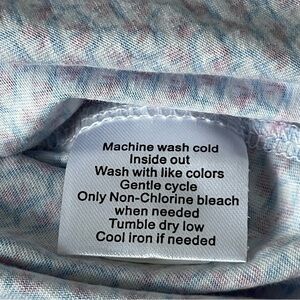 Machine wash cold
Inside out
Wash with like colors
Gentle cycle
Only Non-Chlorine bleach
when needed
Tumble dry low
Cool iron if needed